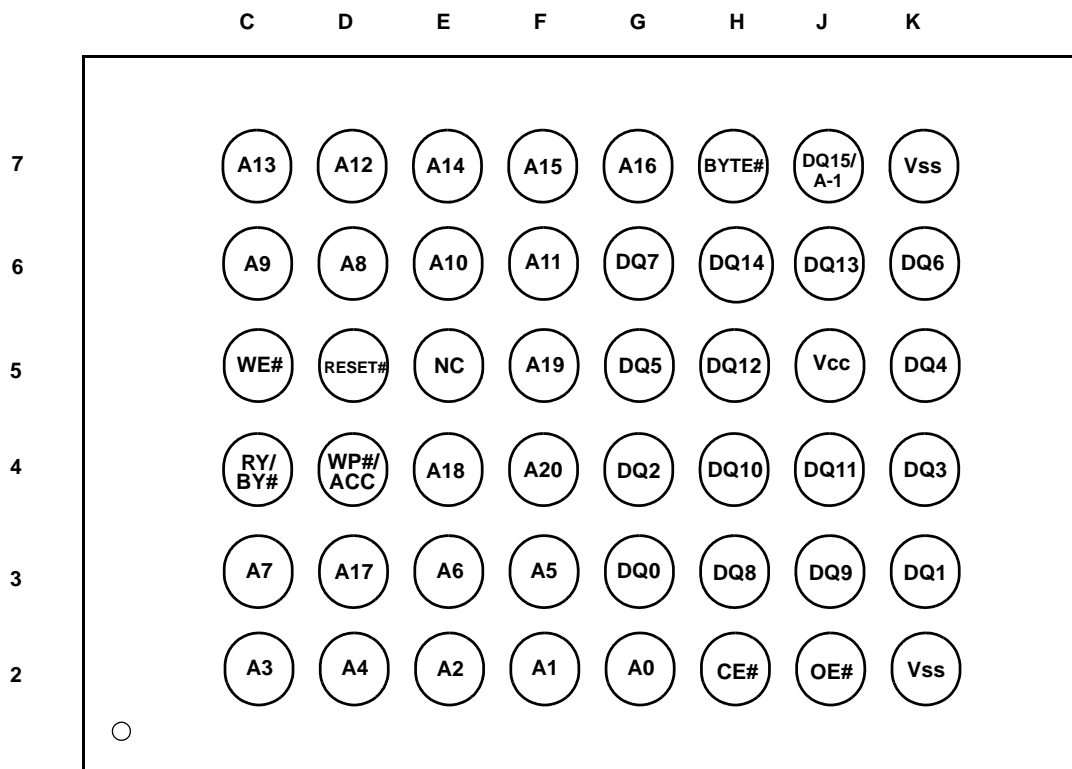 C D E F G H J K
7 A13 A12 A14 A15 A16 BYTE# DQ15/A-1 Vss
6 A9 A8 A10 A11 DQ7 DQ14 DQ13 DQ6
5 WE# RESET# NC A19 DQ5 DQ12 Vcc DQ4
4 RY/BY# WP#/ACC A18 A20 DQ2 DQ10 DQ11 DQ3
3 A7 A17 A6 A5 DQ0 DQ8 DQ9 DQ1
2 A3 A4 A2 A1 A0 CE# OE# Vss